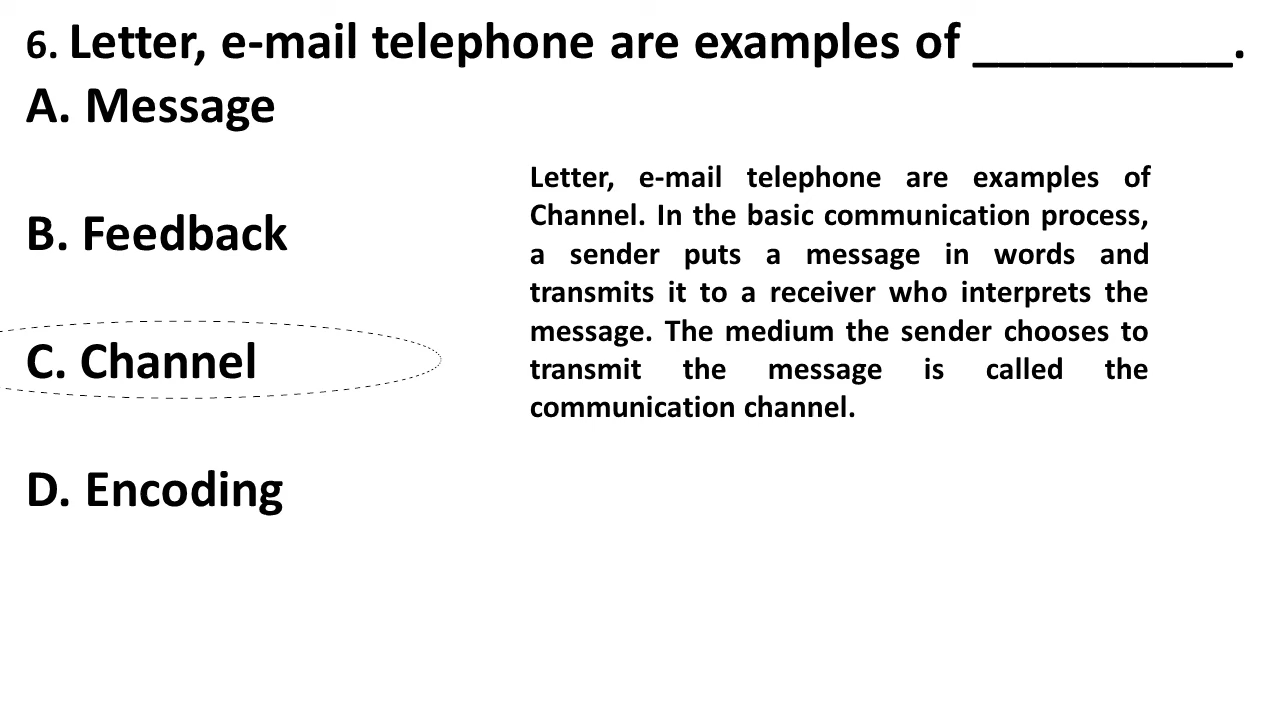 6. Letter, e-mail telephone are examples of __________.
A. Message
B. Feedback
C. Channel
D. Encoding
Letter, e-mail telephone are examples of
Channel. In the basic communication process,
a sender puts a message in words and
transmits it to a receiver who interprets the
message. The medium the sender chooses to
transmit the message is called the
communication channel.